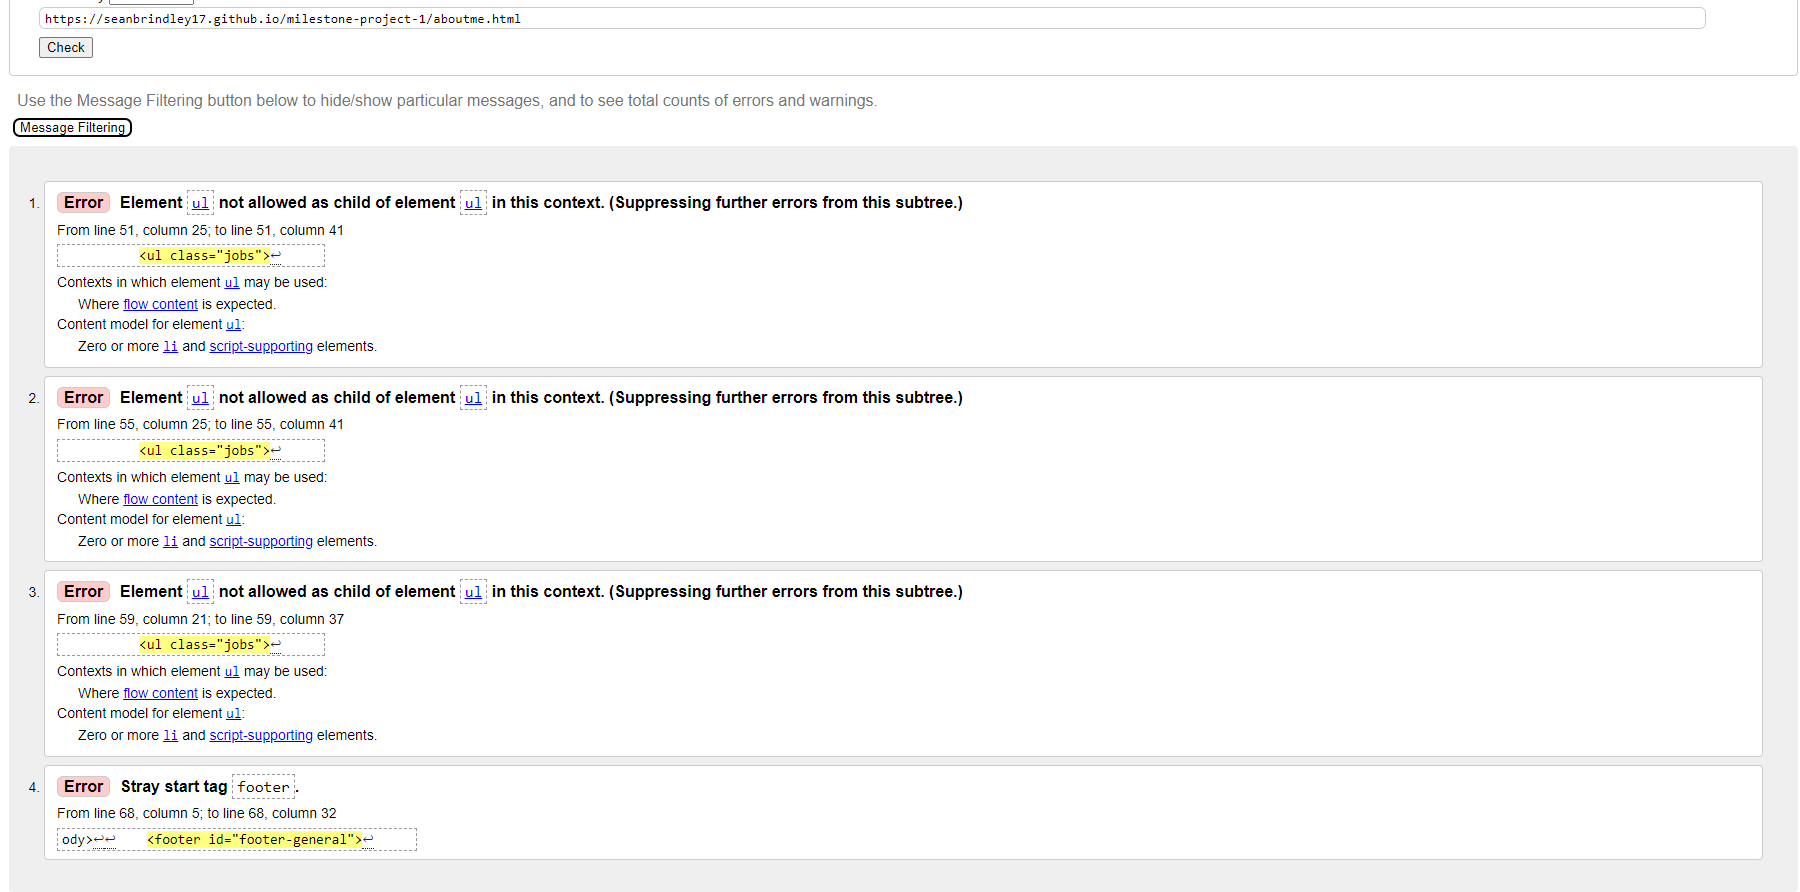 https://seanbrindley17.github.io/milestone-project-1/aboutme.html
Check
Use the Message Filtering button below to hide/show particular messages, and to see total counts of errors and warnings.
Message Filtering
1. Error Element ul not allowed as child of element ul in this context. (Suppressing further errors from this subtree.)
From line 51, column 25; to line 51, column 41
<ul class="jobs">↩
Contexts in which element ul may be used:
Where flow content is expected.
Content model for element ul:
Zero or more li and script-supporting elements.
2. Error Element ul not allowed as child of element ul in this context. (Suppressing further errors from this subtree.)
From line 55, column 25; to line 55, column 41
<ul class="jobs">↩
Contexts in which element ul may be used:
Where flow content is expected.
Content model for element ul:
Zero or more li and script-supporting elements.
3. Error Element ul not allowed as child of element ul in this context. (Suppressing further errors from this subtree.)
From line 59, column 21; to line 59, column 37
<ul class="jobs">↩
Contexts in which element ul may be used:
Where flow content is expected.
Content model for element ul:
Zero or more li and script-supporting elements.
4. Error Stray start tag footer.
From line 68, column 5; to line 68, column 32
ody>↩↩ <footer id="footer-general">↩